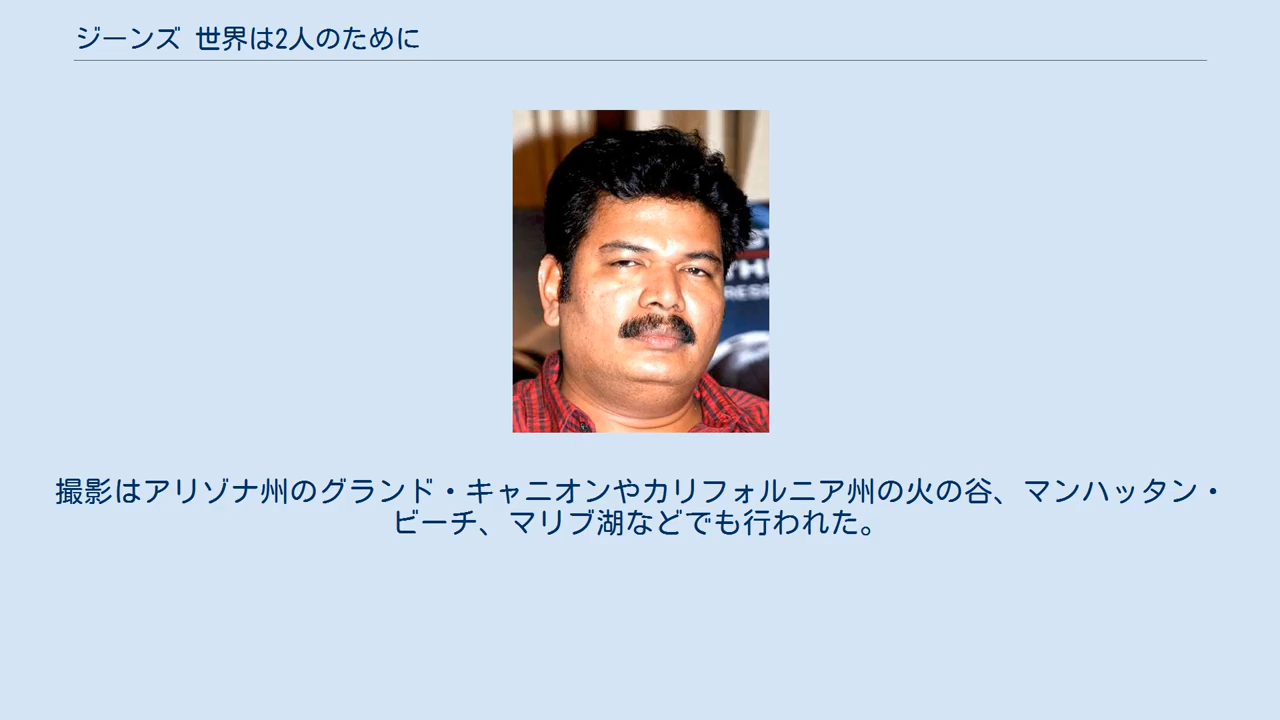 ジーンズ 世界は2人のために
撮影はアリゾナ州のグランド・キャニオンやカリフォルニア州の火の谷、マンハッタン・
ビーチ、マリブ湖などでも行われた。